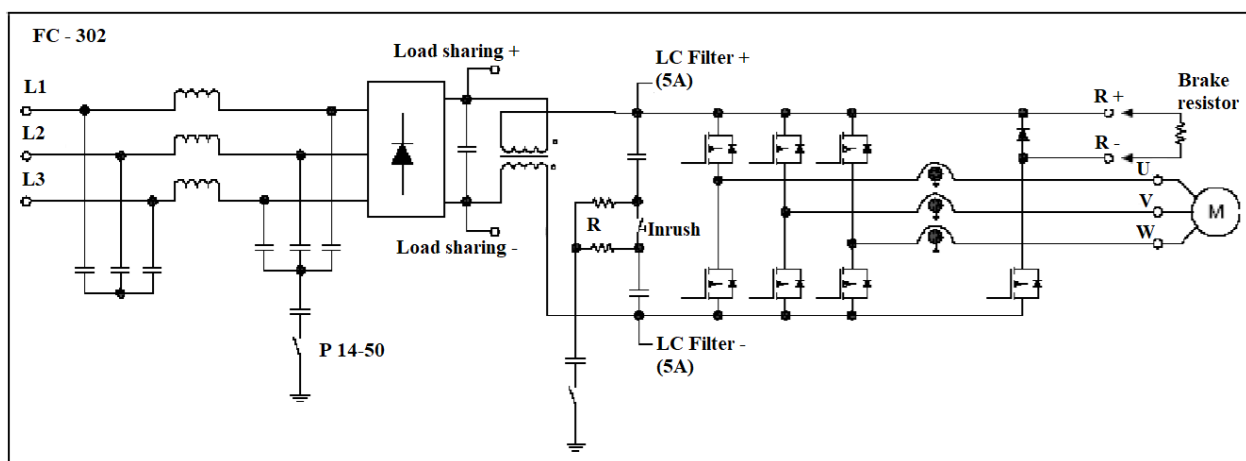 FC - 302
Load sharing +
LC Filter +
(5A)
Brake
resistor
L1
R +
L2
R -
L3
U
R
Inrush
V
M
Load sharing -
W
P 14-50
LC Filter -
(5A)